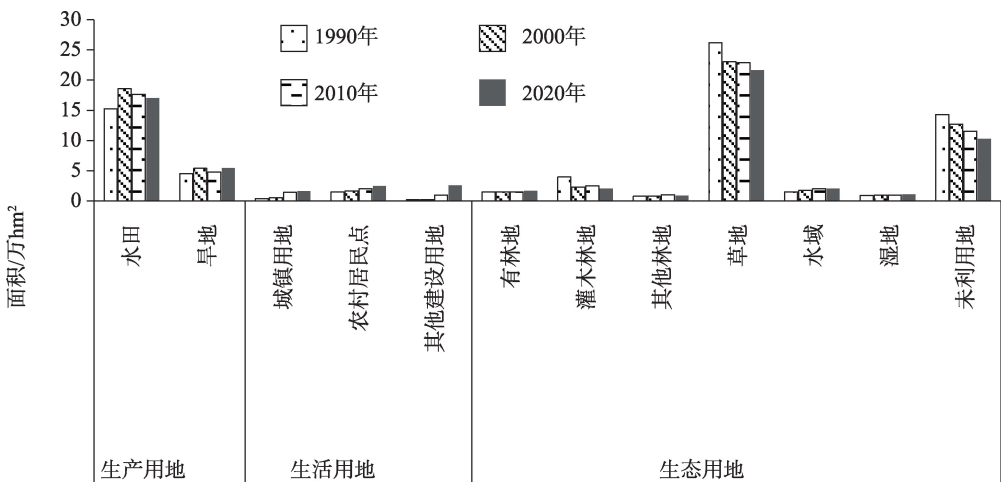 30
25
20
15
10
5
0
面积/万hm²
1990年
2000年
2010年
2020年
水田
旱地
城镇用地
农村居民点
其他建设用地
有林地
灌木林地
其他林地
草地
水域
湿地
未利用地
生产用地
生活用地
生态用地